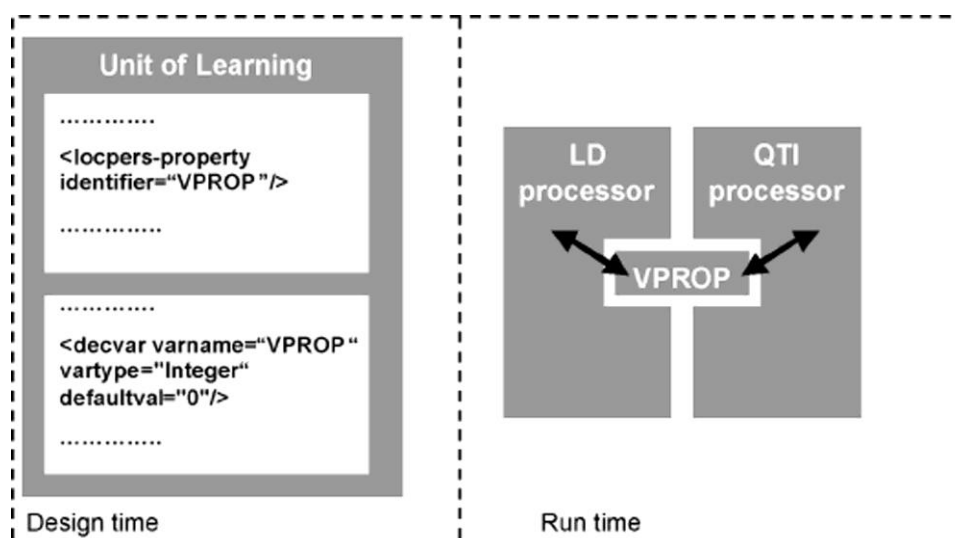 Unit of Learning
.............
<locpers-property
identifier=“VPROP”/>
..............
.............
<decvar varname=“VPROP“
vartype="Integer“
defaultval="0"/>
..............
Design time
LD
processor
QTI
processor
VPROP
Run time